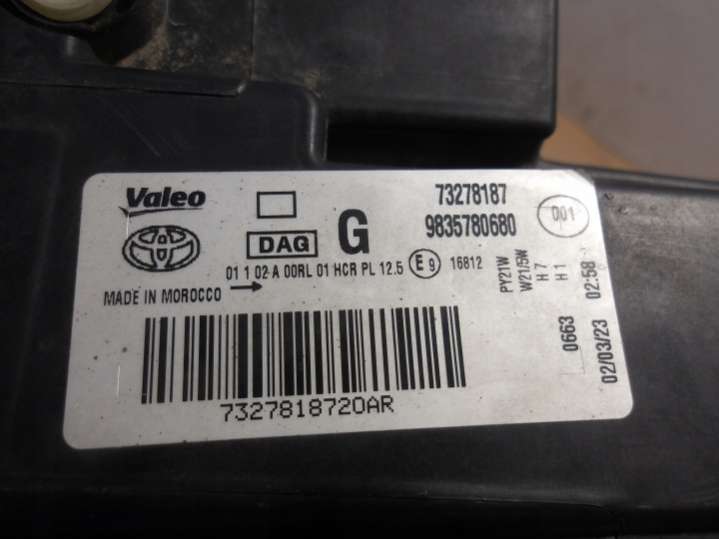 Valeo
73278187
9835780680
001
DAG
G
01 1 02 A 00RL 01 HCR PL 12.5
E9
16812
MADE IN MOROCCO
PY21W
W21/5W
H7
H1
0663
02/03/23 02:58
7327818720AR